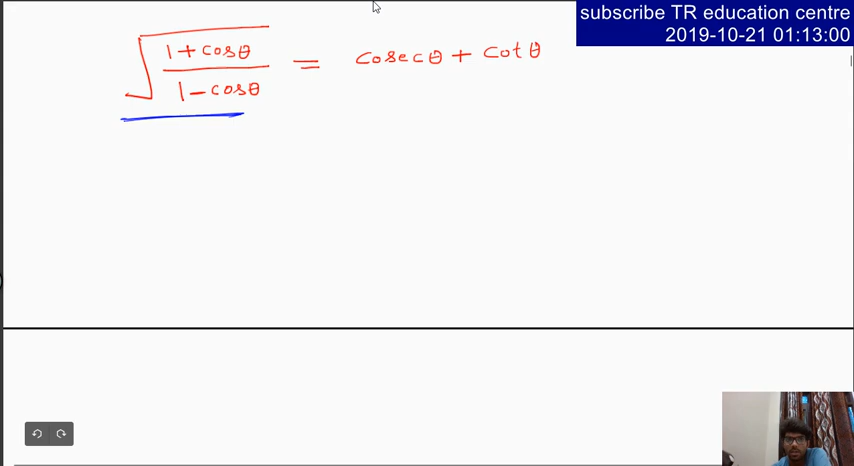 subscribe TR education centre
2019-10-21 01:13:00
√(1+cosθ / 1-cosθ) = cosecθ + cotθ